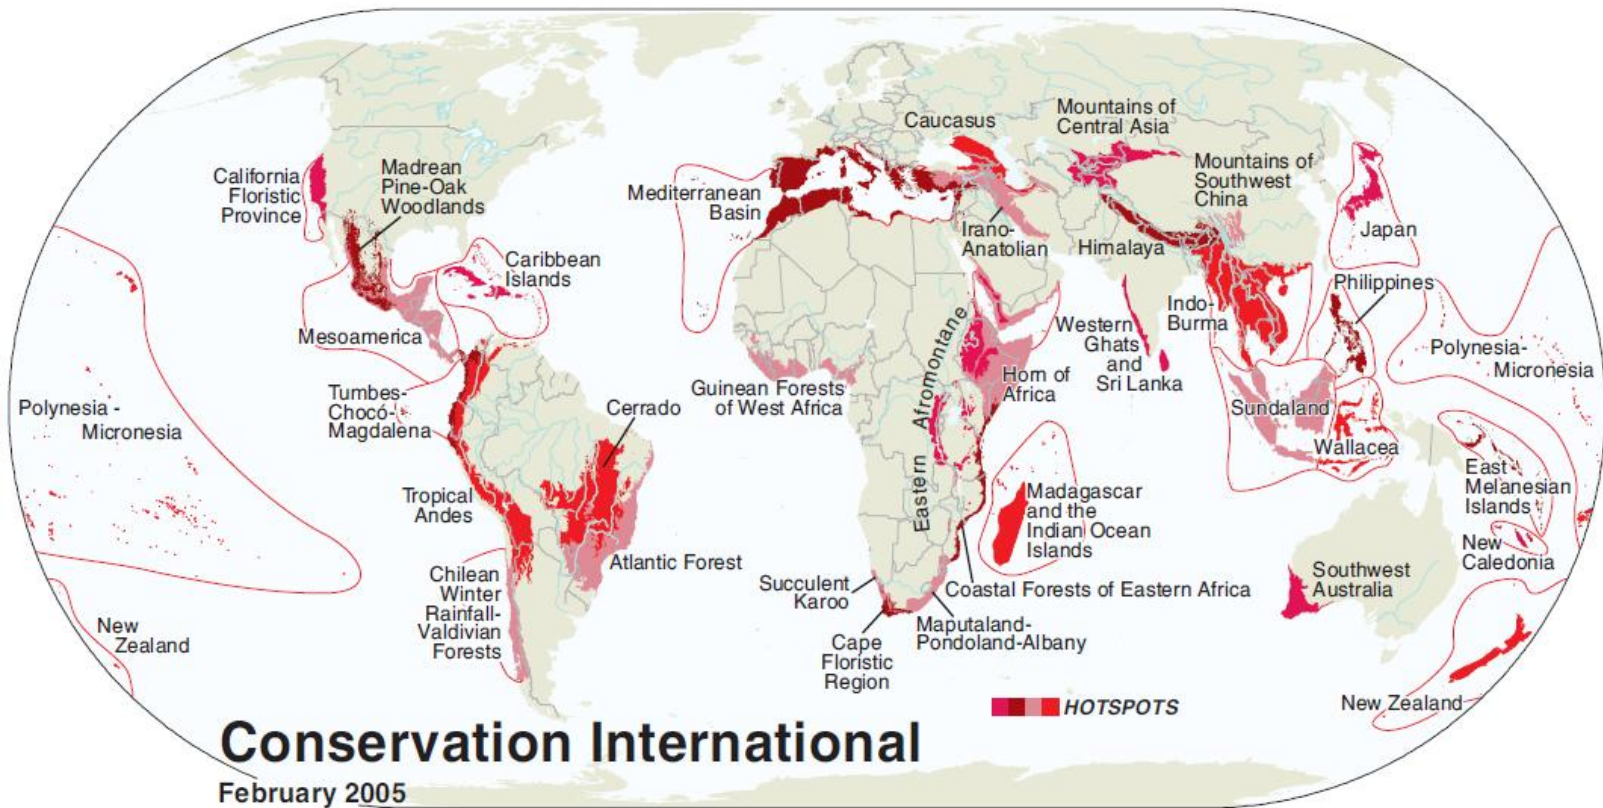 Caucasus
Mountains of
Central Asia
Mountains of
Southwest
China
California
Floristic
Province
Madrean
Pine-Oak
Woodlands
Mediterranean
Basin
Irano-
Anatolian
Himalaya
Japan
Caribbean
Islands
Philippines
Mesoamerica
Indo-
Burma
Western
Ghats
and
Sri Lanka
Polynesia-
Micronesia
Guinean Forests
of West Africa
Eastern Afromontane
Horn of
Africa
Tumbes-
Chocó-
Magdalena
Polynesia -
Micronesia
Cerrado
Sundaland
Wallacea
East
Melanesian
Islands
Tropical
Andes
Madagascar
and the
Indian Ocean
Islands
New
Caledonia
Atlantic Forest
Chilean
Winter
Rainfall-
Valdivian
Forests
Succulent
Karoo
Coastal Forests of Eastern Africa
Southwest
Australia
New
Zealand
Maputaland-
Pondoland-Albany
Cape
Floristic
Region
New Zealand
HOTSPOTS
Conservation International
February 2005